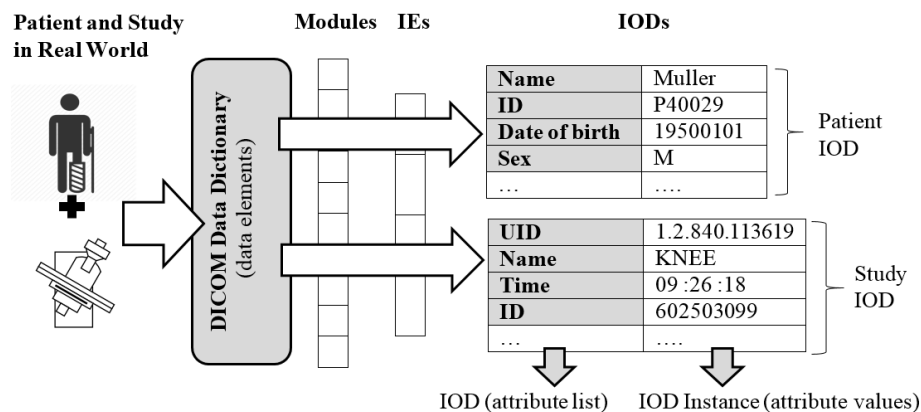 Patient and Study
in Real World
Modules
IEs
IODs
DICOM Data Dictionary
(data elements)
Name Muller
ID P40029
Date of birth 19500101
Sex M
… ….
Patient
IOD
UID 1.2.840.113619
Name KNEE
Time 09 :26 :18
ID 602503099
… ….
Study
IOD
IOD (attribute list)
IOD Instance (attribute values)